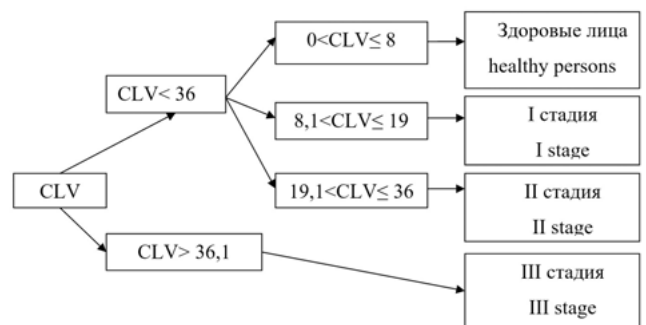 0<CLV≤ 8
Здоровые лица
healthy persons
CLV< 36
8,1<CLV≤ 19
I стадия
I stage
CLV
19,1<CLV≤ 36
II стадия
II stage
CLV> 36,1
III стадия
III stage